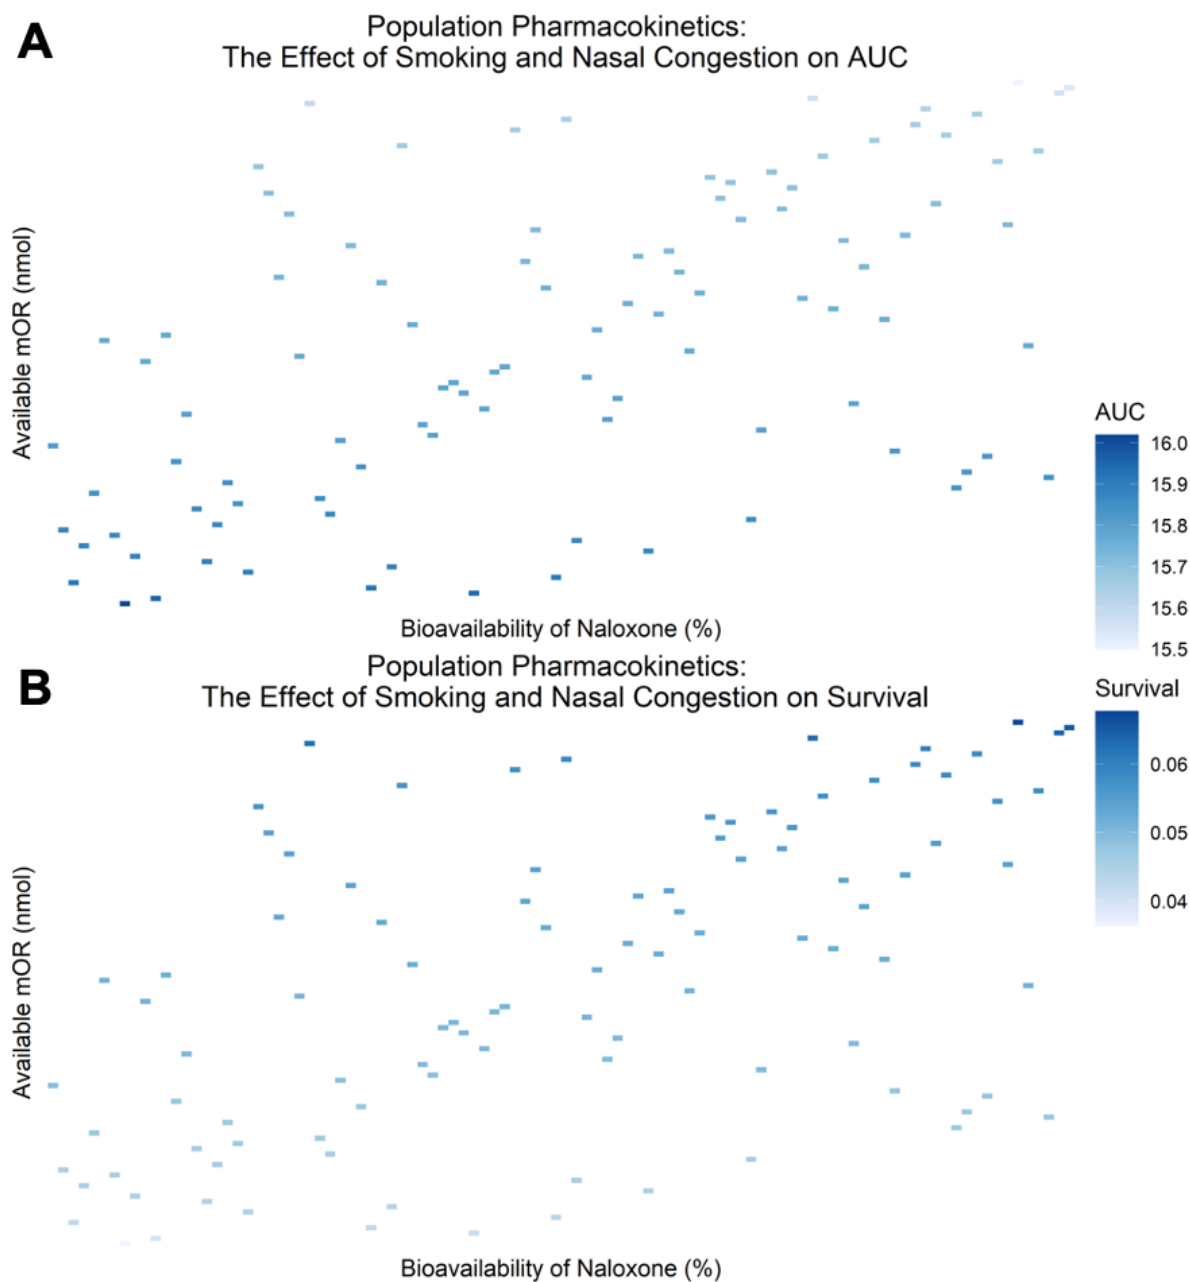 A
Population Pharmacokinetics:
The Effect of Smoking and Nasal Congestion on AUC
Available mOR (nmol)
AUC
16.0
15.9
15.8
15.7
15.6
15.5
Bioavailability of Naloxone (%)
B
Population Pharmacokinetics:
The Effect of Smoking and Nasal Congestion on Survival
Survival
0.06
0.05
0.04
Available mOR (nmol)
Bioavailability of Naloxone (%)